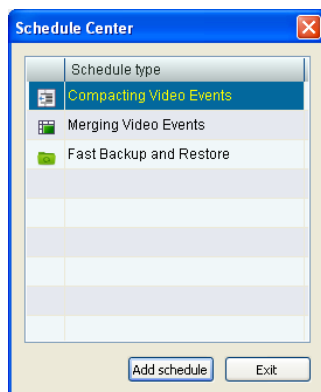 Schedule Center
Schedule type
Compacting Video Events
Merging Video Events
Fast Backup and Restore
Add schedule
Exit